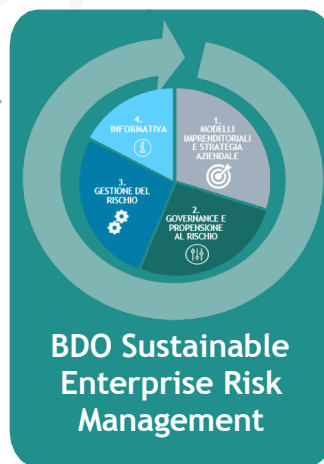 4.
INFORMATIVA
1.
MODELLI
IMPRENDITORIALI
E STRATEGIA
AZIENDALE
3.
GESTIONE DEL
RISCHIO
2.
GOVERNANCE E
PROPENSIONE
AL RISCHIO
BDO Sustainable
Enterprise Risk
Management